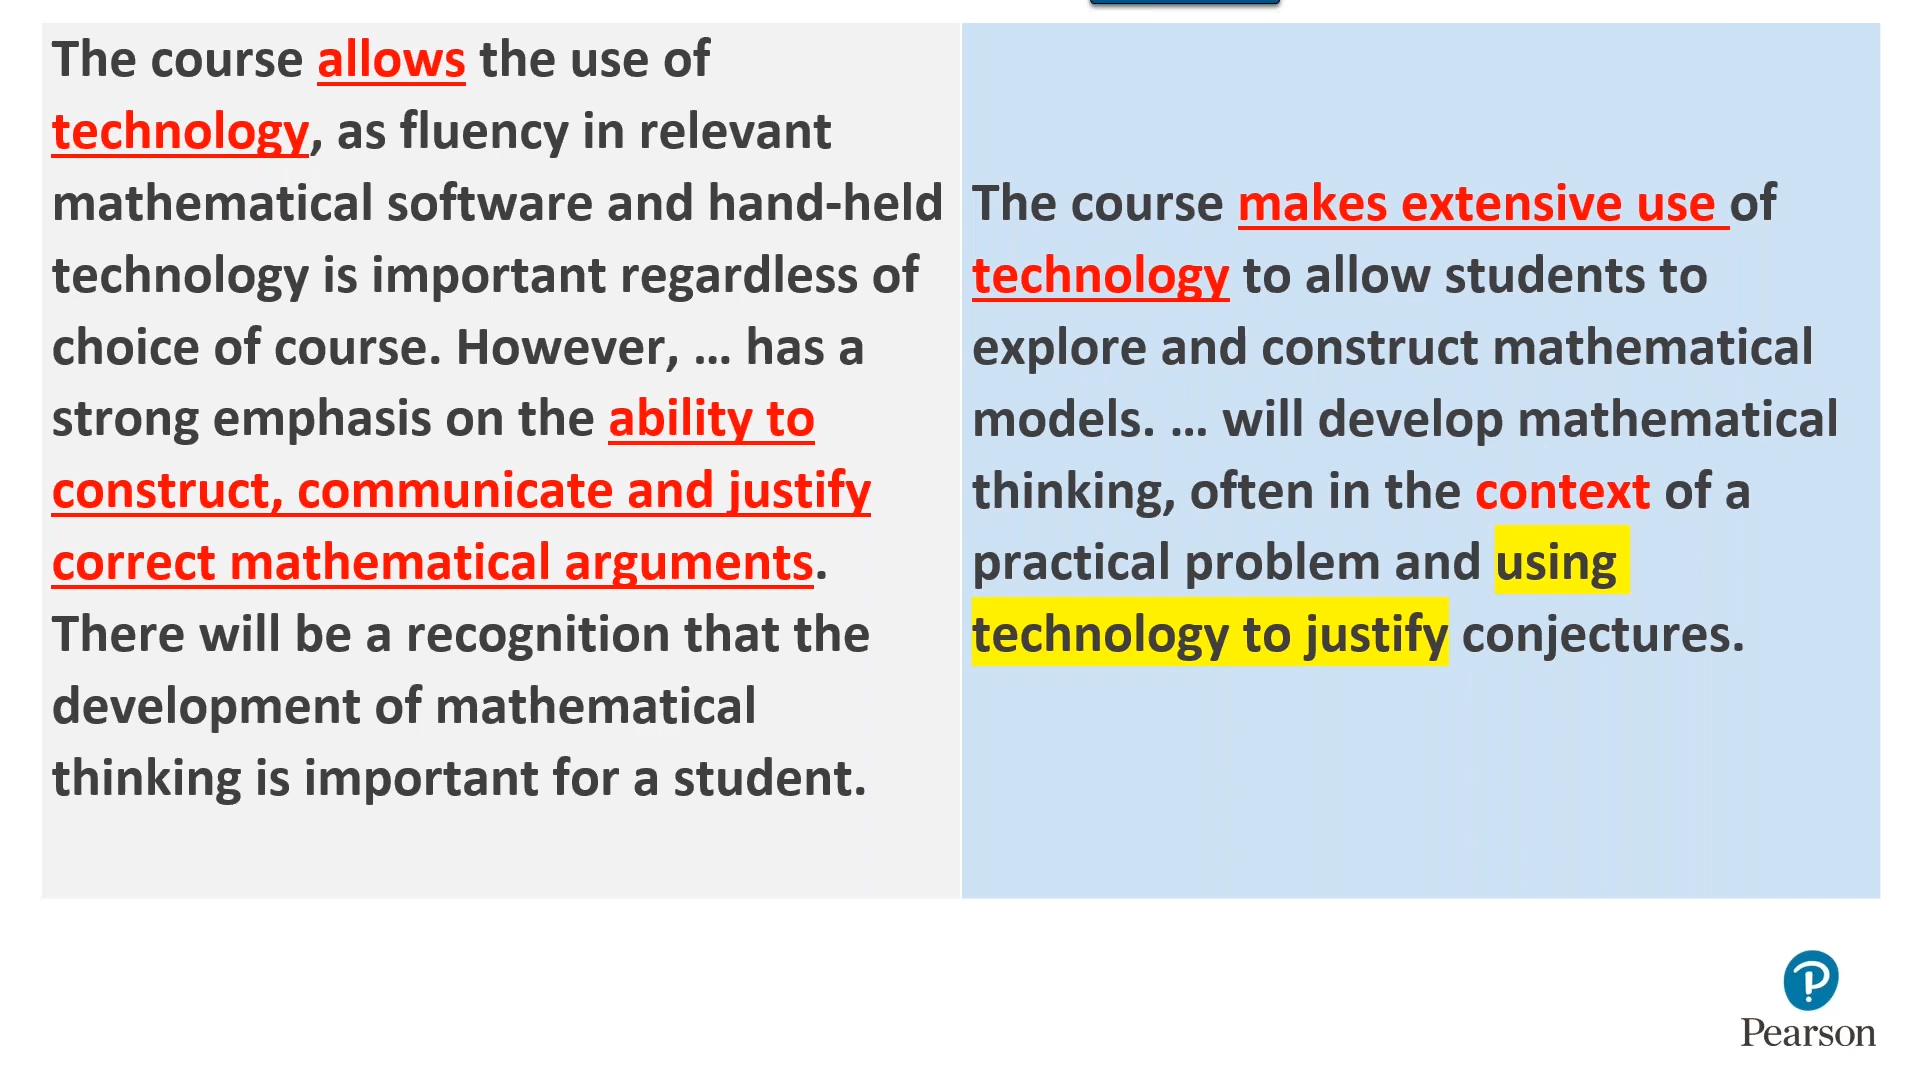 The course allows the use of
technology, as fluency in relevant
mathematical software and hand-held
technology is important regardless of
choice of course. However, … has a
strong emphasis on the ability to
construct, communicate and justify
correct mathematical arguments.
There will be a recognition that the
development of mathematical
thinking is important for a student.
The course makes extensive use of
technology to allow students to
explore and construct mathematical
models. … will develop mathematical
thinking, often in the context of a
practical problem and using
technology to justify conjectures.
Pearson